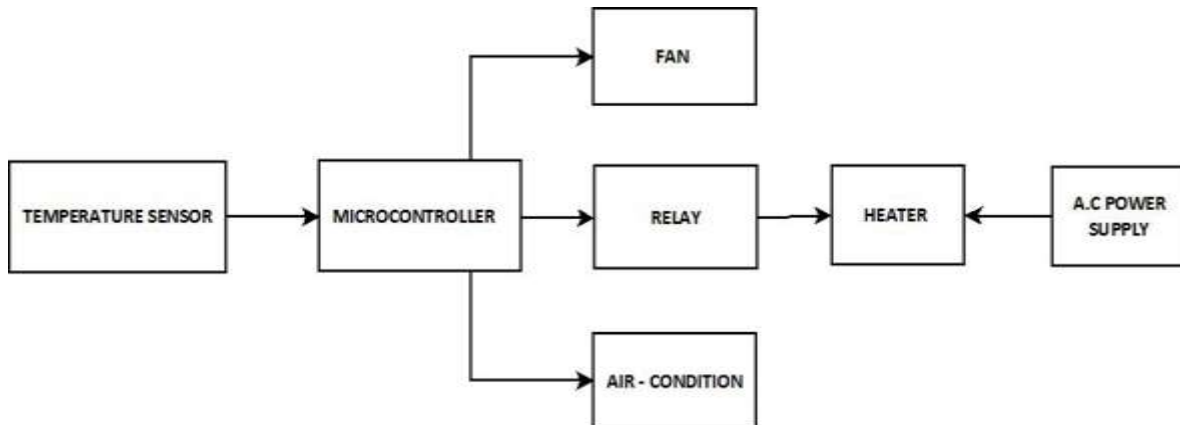 FAN
TEMPERATURE SENSOR
MICROCONTROLLER
RELAY
HEATER
A.C POWER
SUPPLY
AIR - CONDITION